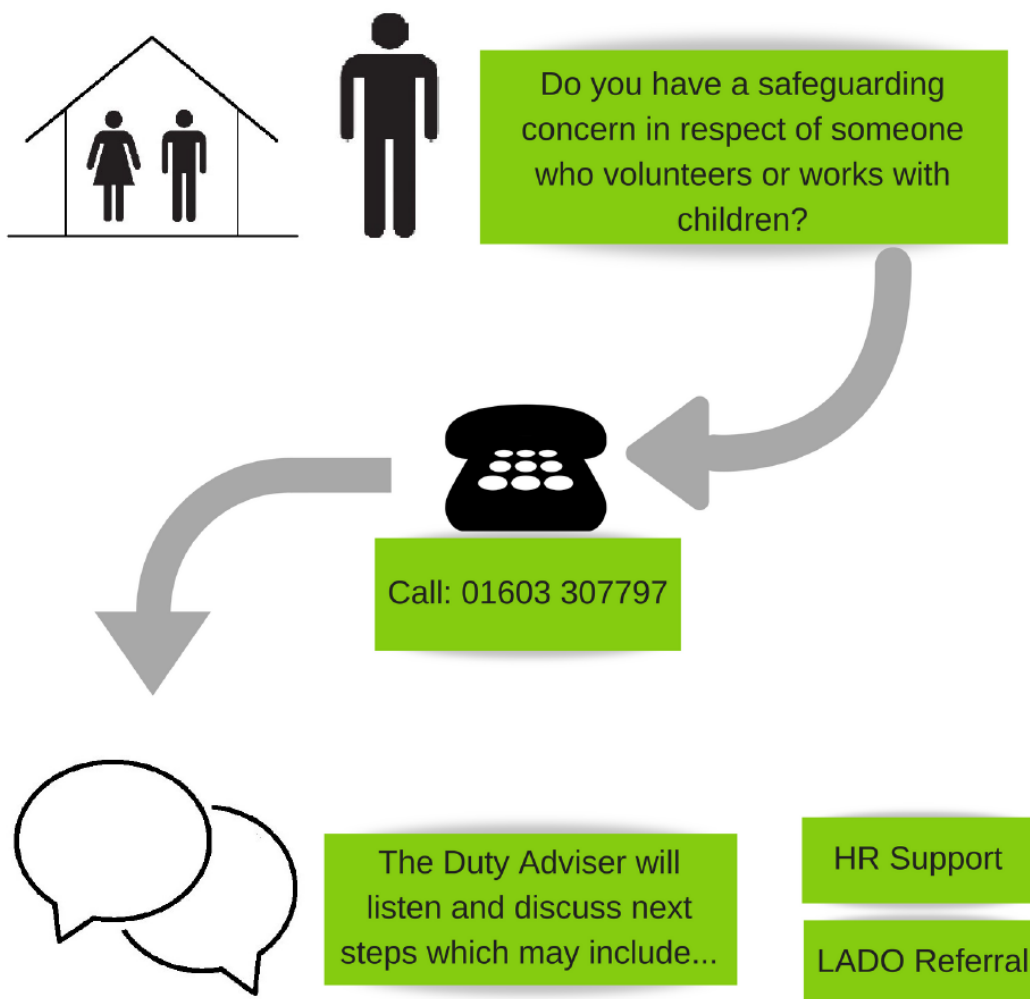 Do you have a safeguarding
concern in respect of someone
who volunteers or works with
children?
Call: 01603 307797
The Duty Adviser will
listen and discuss next
steps which may include...
HR Support
LADO Referral